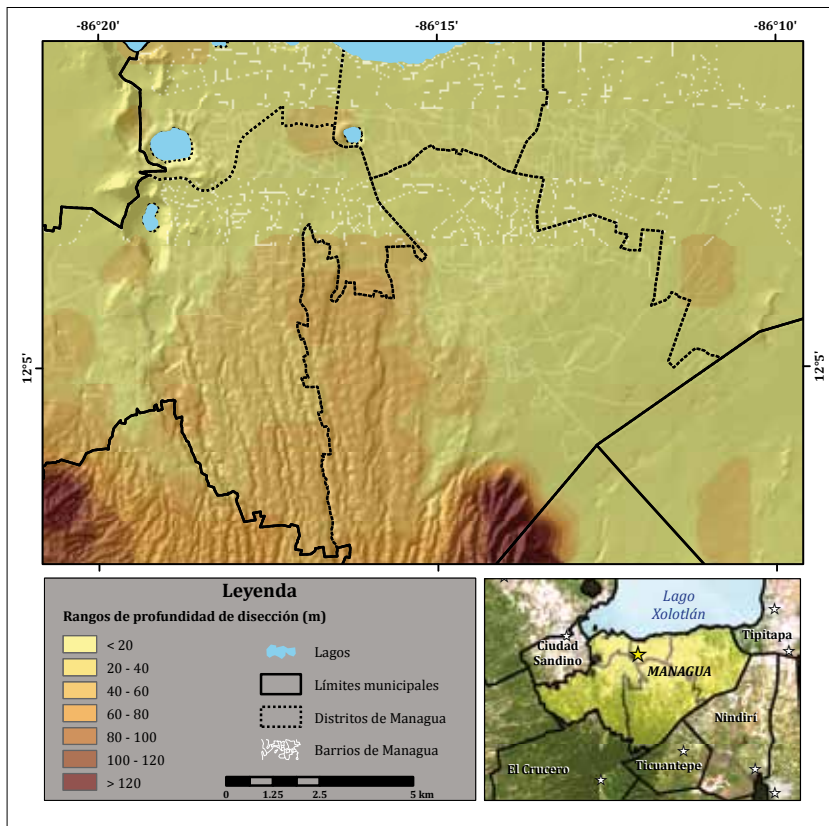 -86°20'
-86°15'
-86°10'
12°5'
12°5'
Leyenda
Rangos de profundidad de disección (m)
< 20
20 - 40
40 - 60
60 - 80
80 - 100
100 - 120
> 120
Lagos
Límites municipales
Distritos de Managua
Barrios de Managua
0
1.25
2.5
5 km
Lago
Xolotlán
Ciudad
Sandino
Tipitapa
MANAGUA
Nindirí
El Crucero
Ticuantepe